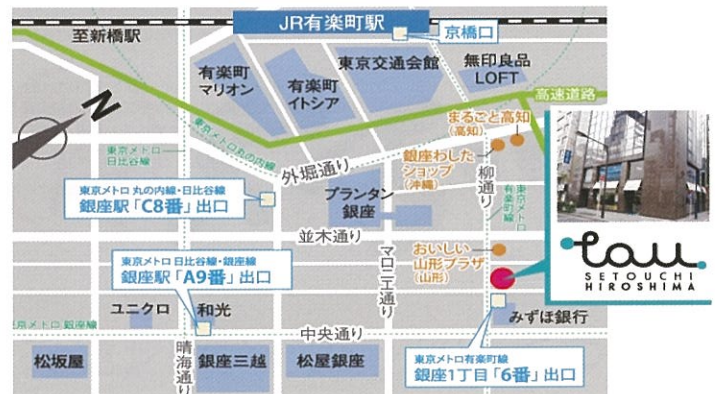 JR有楽町駅
至新橋駅
京橋口
有楽町
マリオン
有楽町
イトシア
東京交通会館
無印良品
LOFT
高速道路
N
東京メトロ
日比谷線
東京メトロ丸の内線
まるごと高知
(高知)
銀座わした
ショップ
(沖縄)
外堀通り
柳通り
東京メトロ
有楽町線
東京メトロ 丸の内線・日比谷線
銀座駅「C8番」出口
プランタン
銀座
並木通り
マロニエ通り
おいしい
山形プラザ
(山形)
tau
SETOUCHI
HIROSHIMA
東京メトロ 日比谷線・銀座線
銀座駅「A9番」出口
ユニクロ
和光
みずほ銀行
東京メトロ 銀座線
中央通り
晴海通り
松坂屋
銀座三越
松屋銀座
東京メトロ有楽町線
銀座1丁目「6番」出口